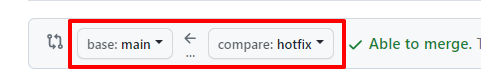 base: main ← compare: hotfix Able to merge.
...